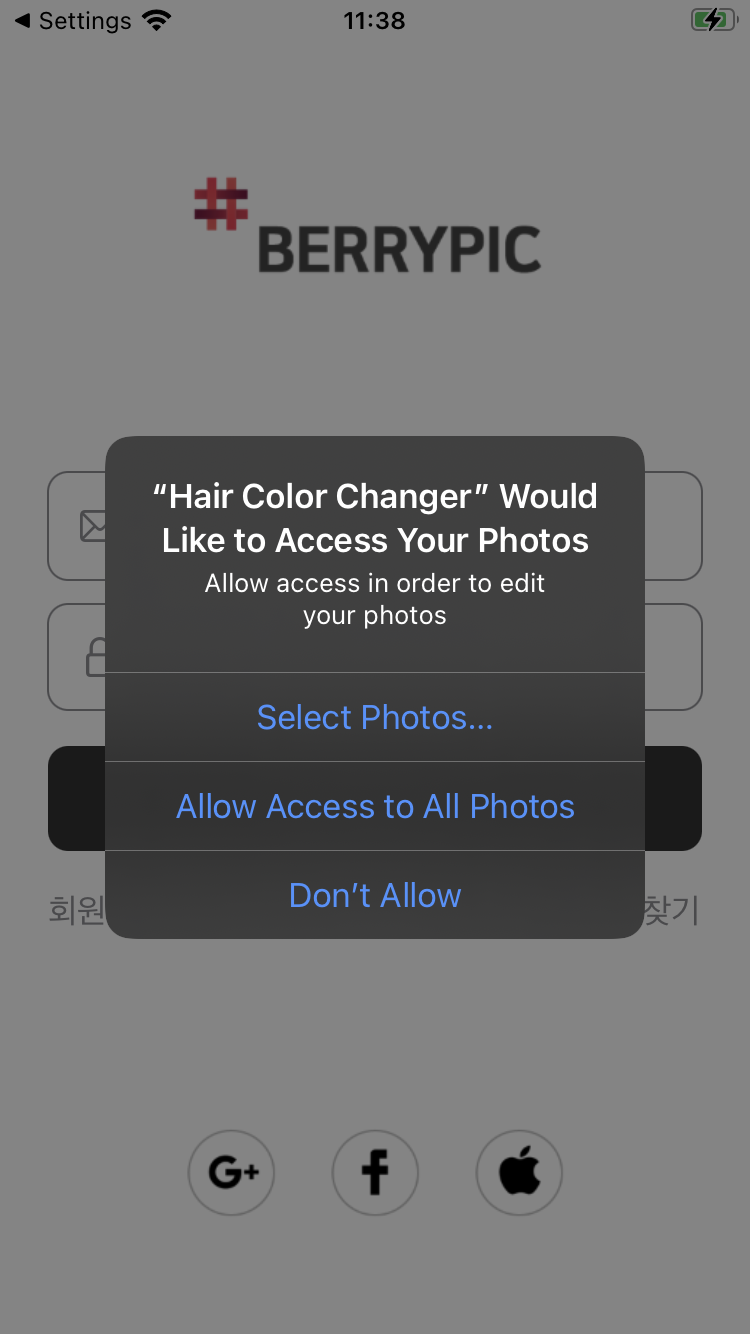 Settings
11:38
#BERRYPIC
“Hair Color Changer” Would
Like to Access Your Photos
Allow access in order to edit
your photos
Select Photos...
Allow Access to All Photos
Don’t Allow
회원
찾기
G+
f